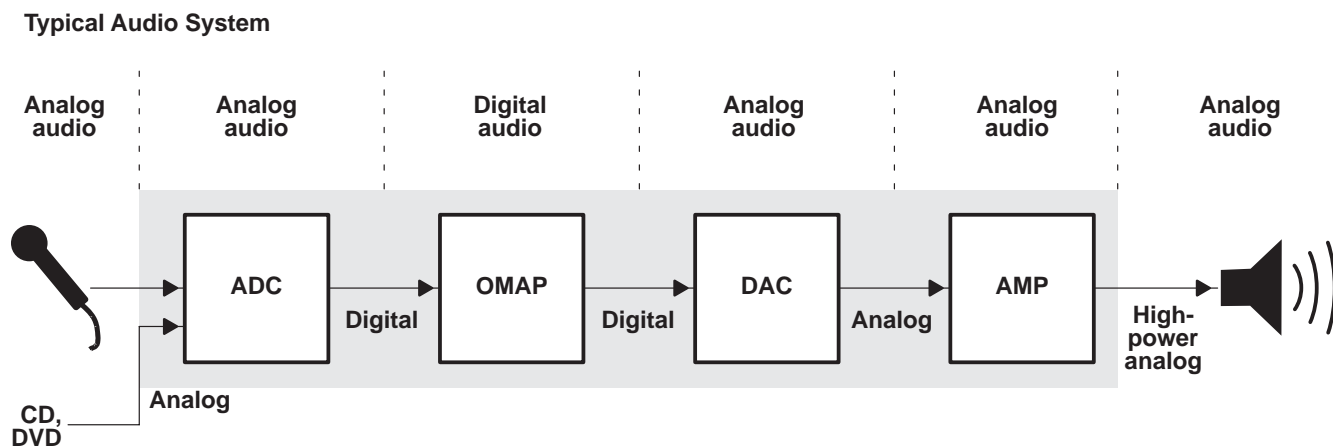 Typical Audio System
Analog
audio
Analog
audio
Digital
audio
Analog
audio
Analog
audio
Analog
audio
ADC
OMAP
DAC
AMP
Digital
Digital
Analog
High-
power
analog
Analog
CD,
DVD